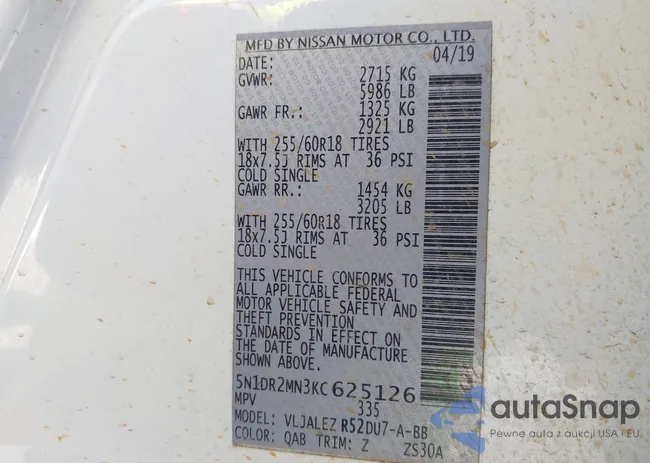 MFD BY NISSAN MOTOR CO., LTD.
DATE: 04/19
GVWR: 2715 KG
5986 LB
GAWR FR.: 1325 KG
2921 LB
WITH 255/60R18 TIRES
18x7.5J RIMS AT 36 PSI
COLD SINGLE
GAWR RR.: 1454 KG
3205 LB
WITH 255/60R18 TIRES
18x7.5J RIMS AT 36 PSI
COLD SINGLE
THIS VEHICLE CONFORMS TO
ALL APPLICABLE FEDERAL
MOTOR VEHICLE SAFETY AND
THEFT PREVENTION
STANDARDS IN EFFECT ON
THE DATE OF MANUFACTURE
SHOWN ABOVE.
5N1DR2MN3KC625126
MPV 335
MODEL: VLJALEZ R52DU7-A-BB
COLOR: QAB TRIM: Z ZS30A
autoSnap
Pewne auta z aukcji USA i EU.